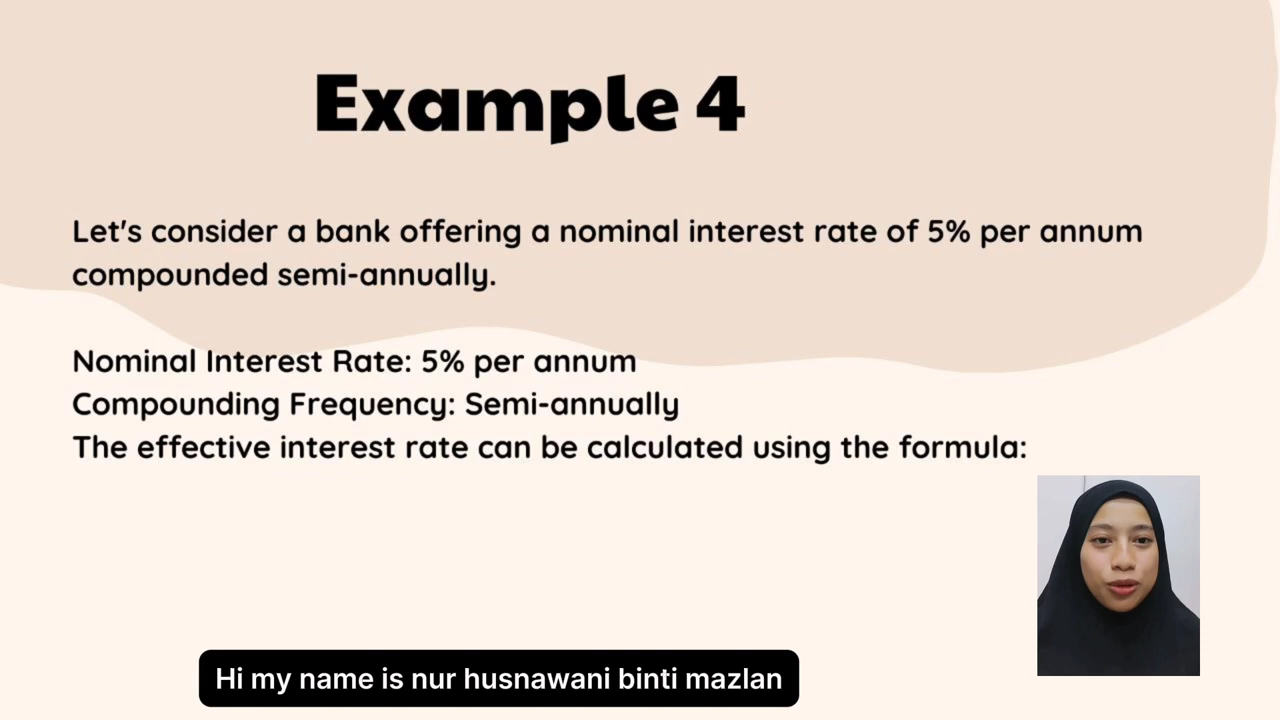 Example 4
Let's consider a bank offering a nominal interest rate of 5% per annum
compounded semi-annually.
Nominal Interest Rate: 5% per annum
Compounding Frequency: Semi-annually
The effective interest rate can be calculated using the formula:
Hi my name is nur husnawani binti mazlan